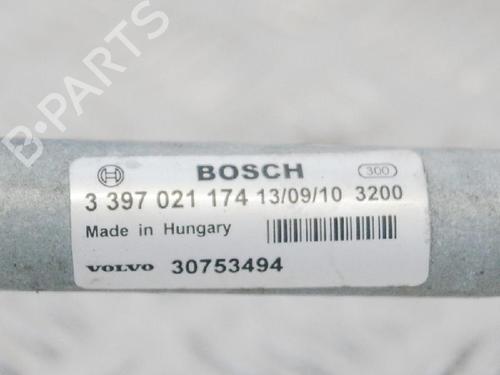 B-PARTS
BOSCH 300
3 397 021 174 13/09/10 3200
Made in Hungary
VOLVO 30753494